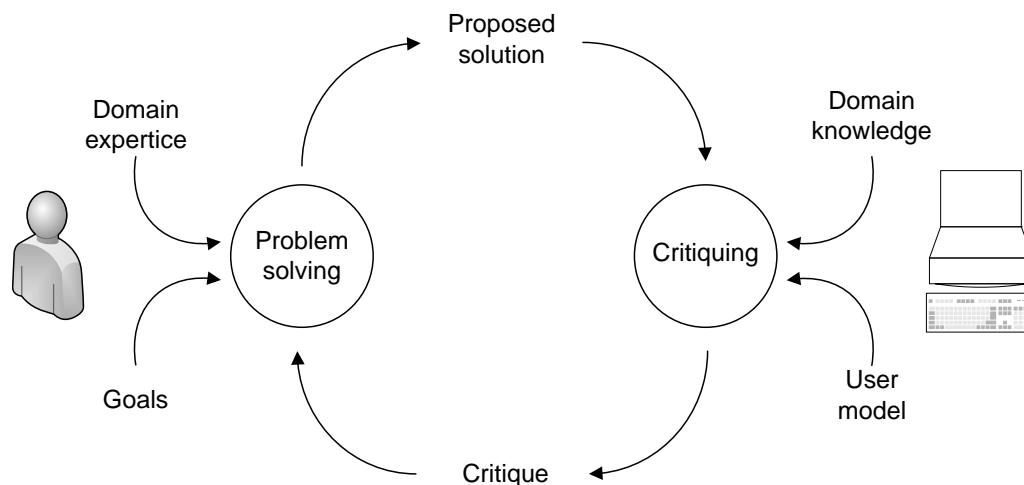 Proposed
solution
Domain
expertice
Domain
knowledge
Problem
solving
Critiquing
Goals
User
model
Critique